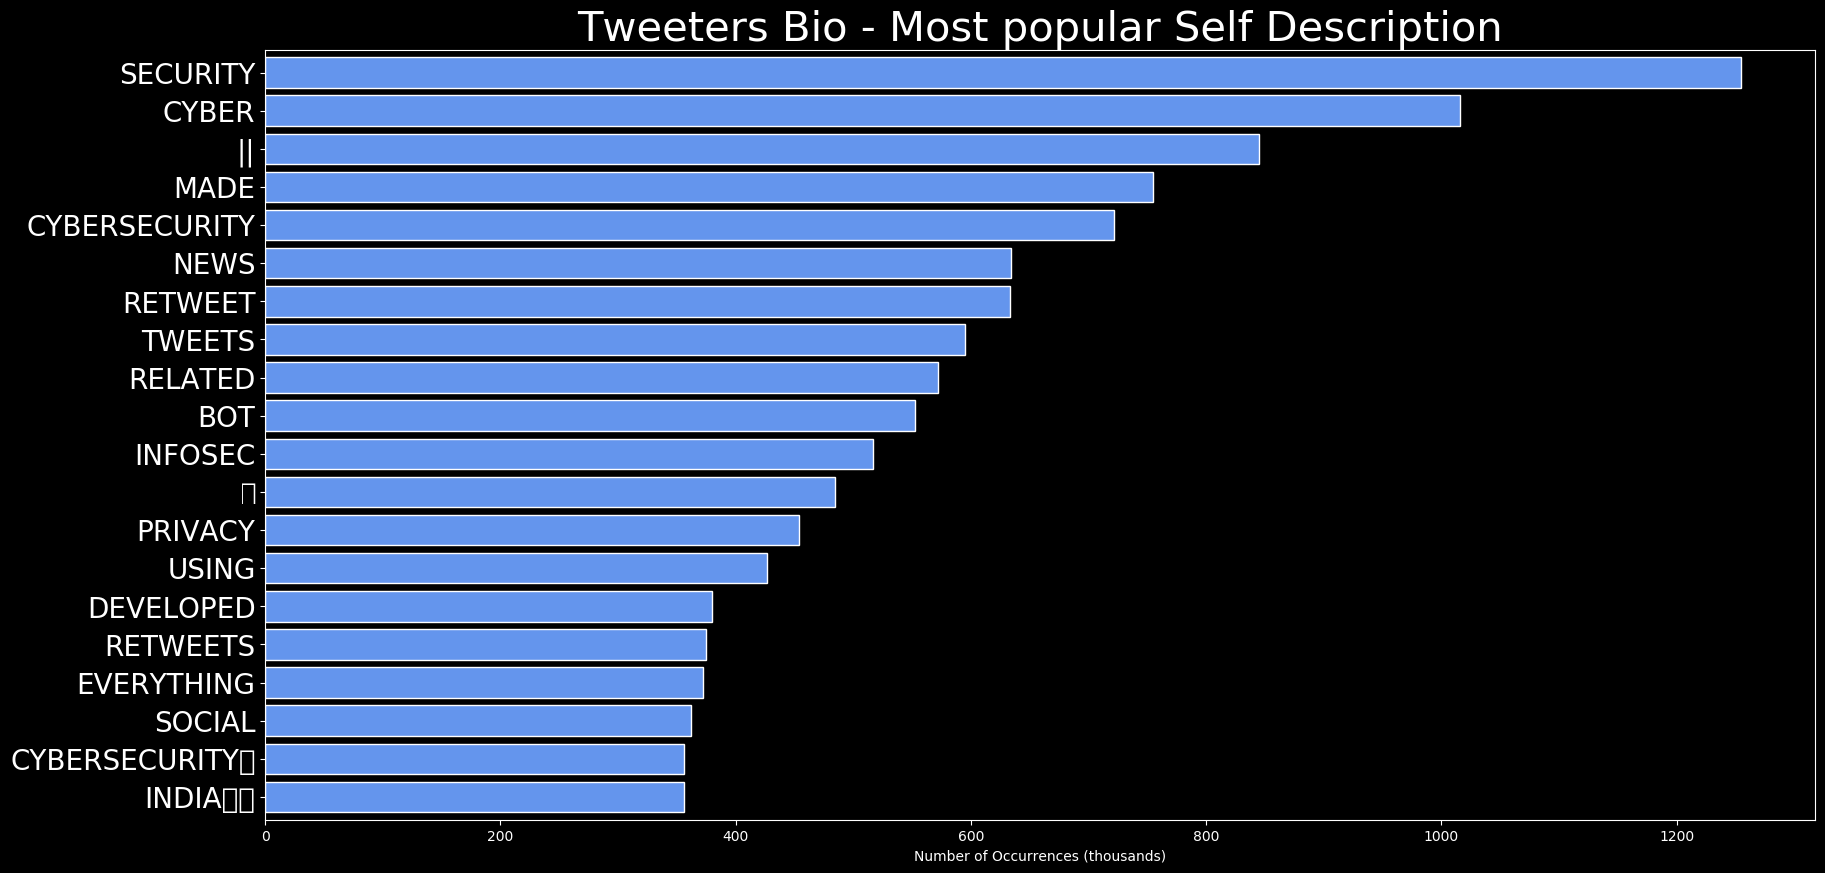 Tweeters Bio - Most popular Self Description
SECURITY
CYBER
||
MADE
CYBERSECURITY
NEWS
RETWEET
TWEETS
RELATED
BOT
INFOSEC
▯
PRIVACY
USING
DEVELOPED
RETWEETS
EVERYTHING
SOCIAL
CYBERSECURITY▯
INDIA▯▯
0 200 400 600 800 1000 1200
Number of Occurrences (thousands)